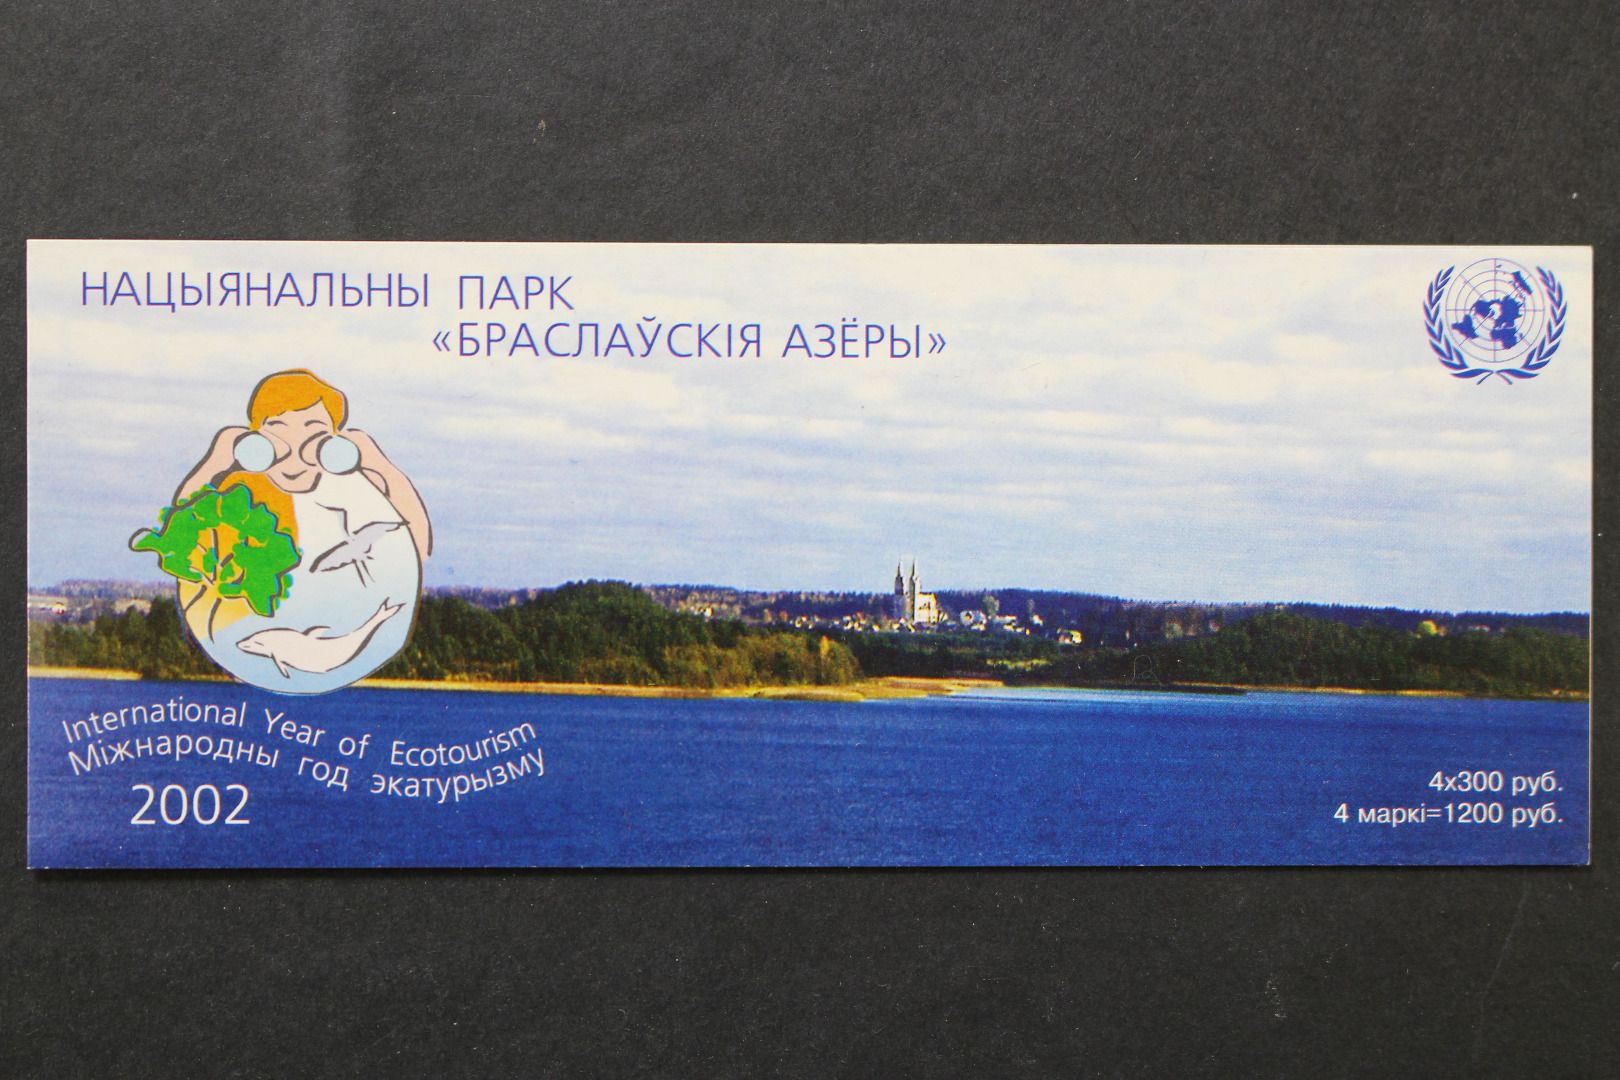 НАЦЫЯНАЛЬНЫ ПАРК
«БРАСЛАЎСКІЯ АЗЁРЫ»
International Year of Ecotourism
Міжнародны год экатурызму
2002
4х300 руб.
4 маркі=1200 руб.